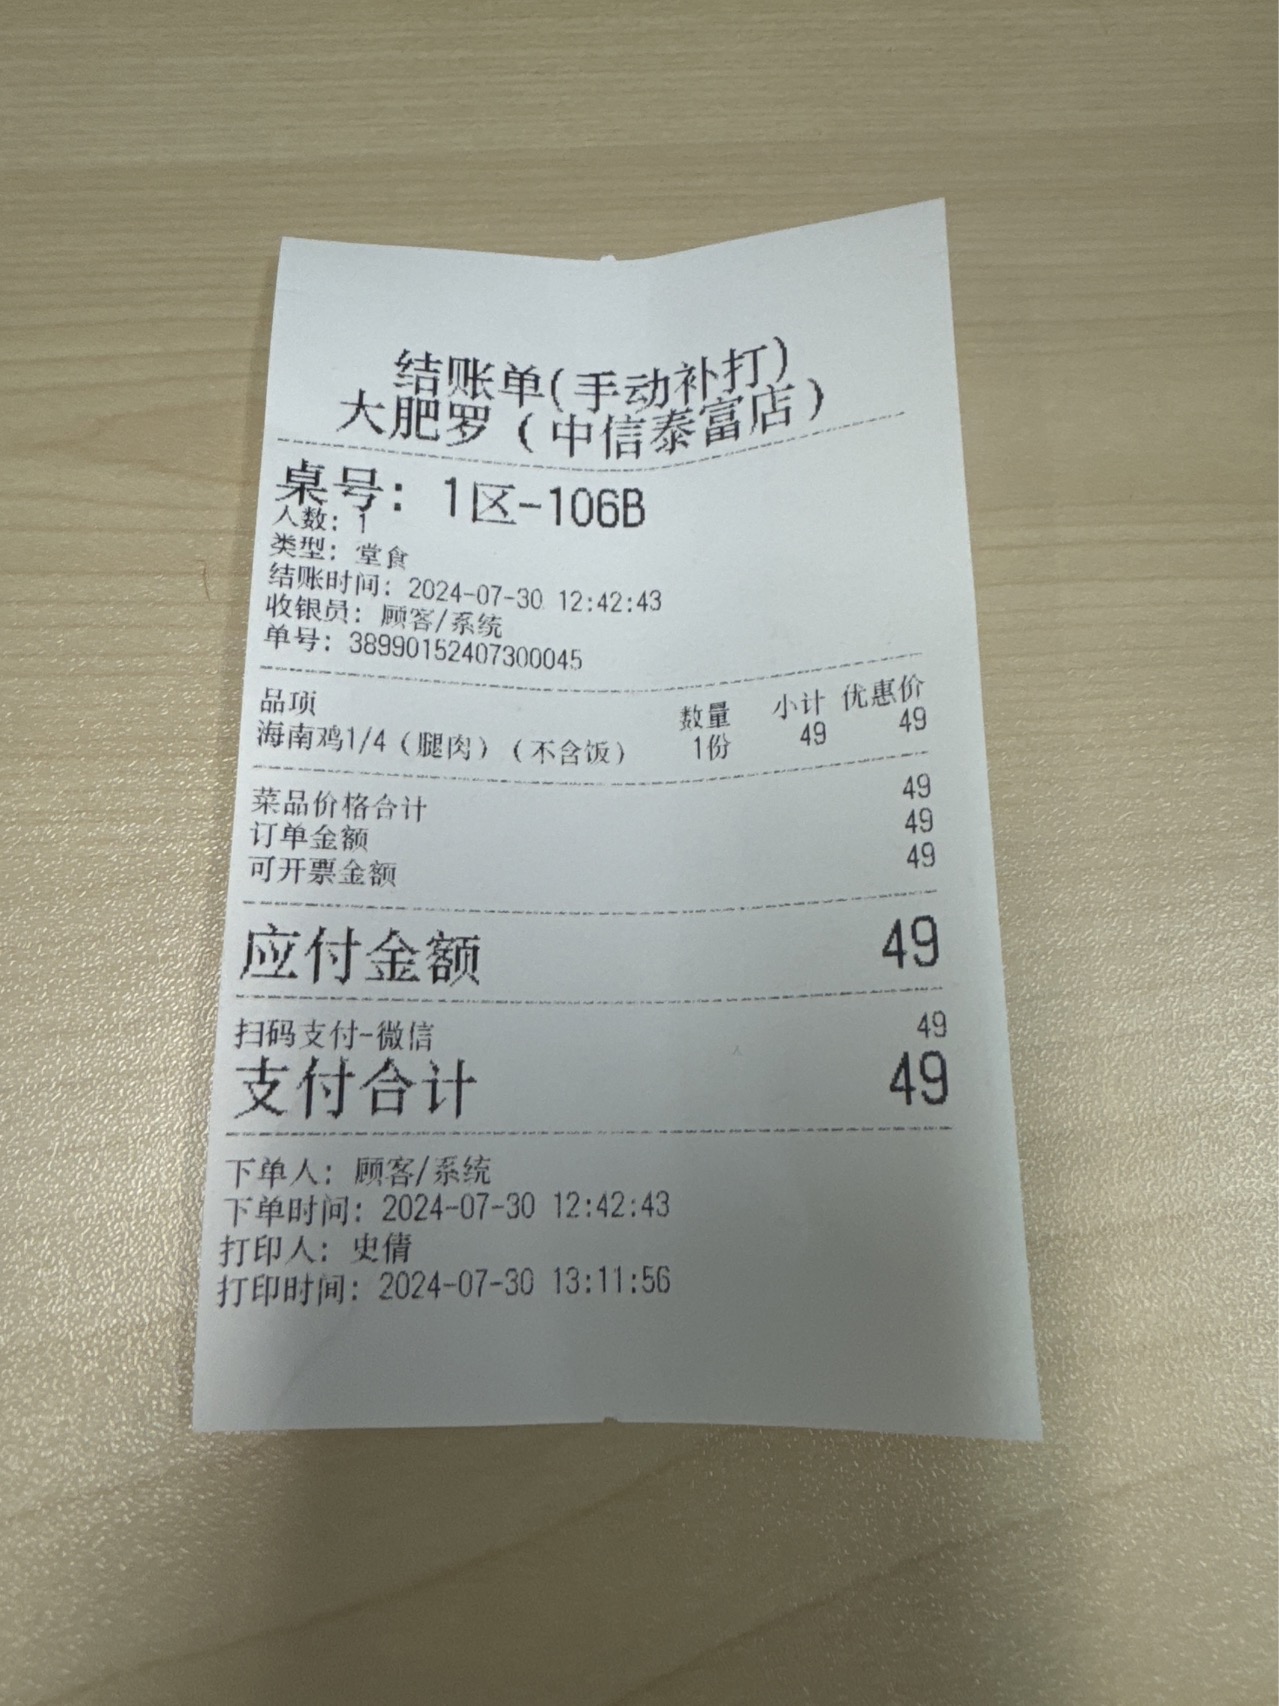 结账单(手动补打)
大肥罗（中信泰富店）
桌号：1区-106B
人数：1
类型：堂食
结账时间：2024-07-30 12:42:43
收银员：顾客/系统
单号：38990152407300045
品项 数量 小计 优惠价
海南鸡1/4（腿肉）（不含饭） 1份 49 49
菜品价格合计 49
订单金额 49
可开票金额 49
应付金额 49
扫码支付-微信 49
支付合计 49
下单人：顾客/系统
下单时间：2024-07-30 12:42:43
打印人：史倩
打印时间：2024-07-30 13:11:56